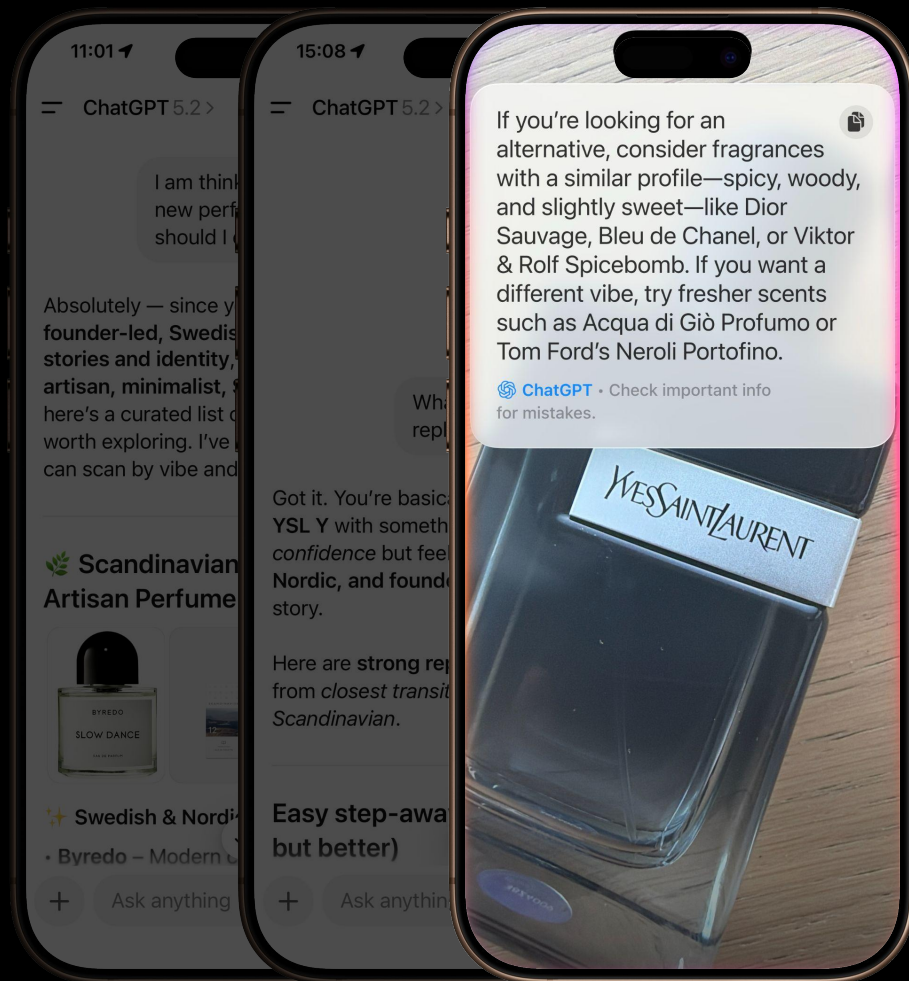 11:01
ChatGPT 5.2 >
I am think
new perf
should I
Absolutely — since y
founder-led, Swedis
stories and identity,
artisan, minimalist, S
here's a curated list o
worth exploring. I've
can scan by vibe and
🌿 Scandinavian
Artisan Perfume
BYREDO
SLOW DANCE
✨ Swedish & Nordi
• Byredo – Modern
Ask anything
15:08
ChatGPT 5.2 >
Wha
repl
Got it. You're basica
YSL Y with someth
confidence but feel
Nordic, and founde
story.
Here are strong rep
from closest transit
Scandinavian.
Easy step-away
but better)
Ask anything
If you're looking for an
alternative, consider fragrances
with a similar profile—spicy, woody,
and slightly sweet—like Dior
Sauvage, Bleu de Chanel, or Viktor
& Rolf Spicebomb. If you want a
different vibe, try fresher scents
such as Acqua di Giò Profumo or
Tom Ford's Neroli Portofino.
ChatGPT • Check important info
for mistakes.
YVESSAINTLAURENT